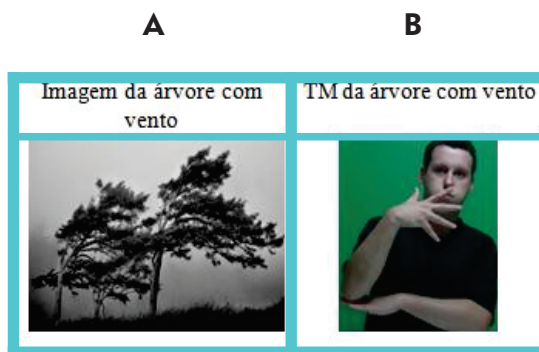 A
B
Imagem da árvore com
vento
TM da árvore com vento